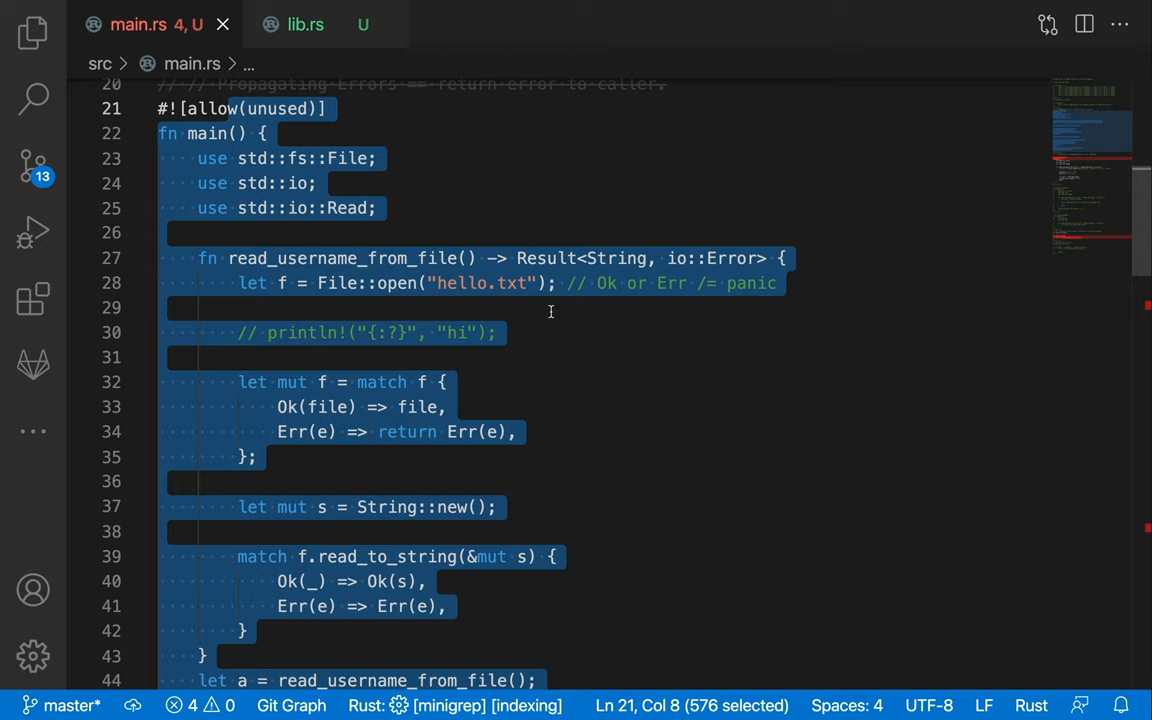 main.rs 4, U
lib.rs U
src > main.rs > ...
20 // // Propagating Errors == return error to caller.
21 #![allow(unused)]
22 fn main() {
23 use std::fs::File;
24 use std::io;
25 use std::io::Read;
26
27 fn read_username_from_file() -> Result<String, io::Error> {
28 let f = File::open("hello.txt"); // Ok or Err /= panic
29
30 // println!("{:?}", "hi");
31
32 let mut f = match f {
33 Ok(file) => file,
34 Err(e) => return Err(e),
35 };
36
37 let mut s = String::new();
38
39 match f.read_to_string(&mut s) {
40 Ok(_) => Ok(s),
41 Err(e) => Err(e),
42 }
43 }
44 let a = read_username_from_file();
13
master* 4 0 Git Graph Rust: [minigrep] [indexing] Ln 21, Col 8 (576 selected) Spaces: 4 UTF-8 LF Rust